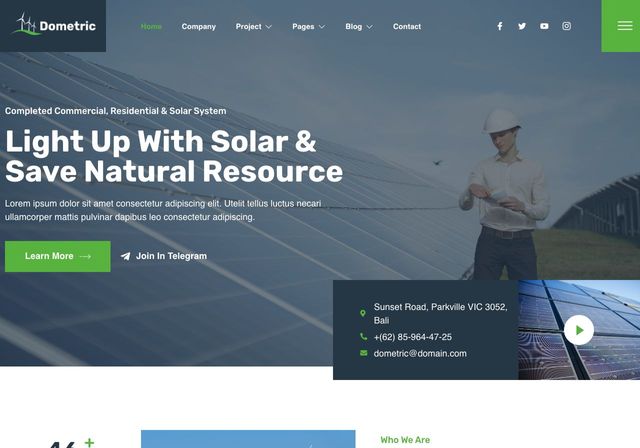 Dometric
Home
Company
Project
Pages
Blog
Contact
Completed Commercial, Residential & Solar System
Light Up With Solar &
Save Natural Resource
Lorem ipsum dolor sit amet consectetur adipiscing elit. Utelit tellus luctus necari
ullamcorper mattis pulvinar dapibus leo consectetur adipiscing.
Learn More
Join In Telegram
Sunset Road, Parkville VIC 3052,
Bali
+(62) 85-964-47-25
dometric@domain.com
+
Who We Are